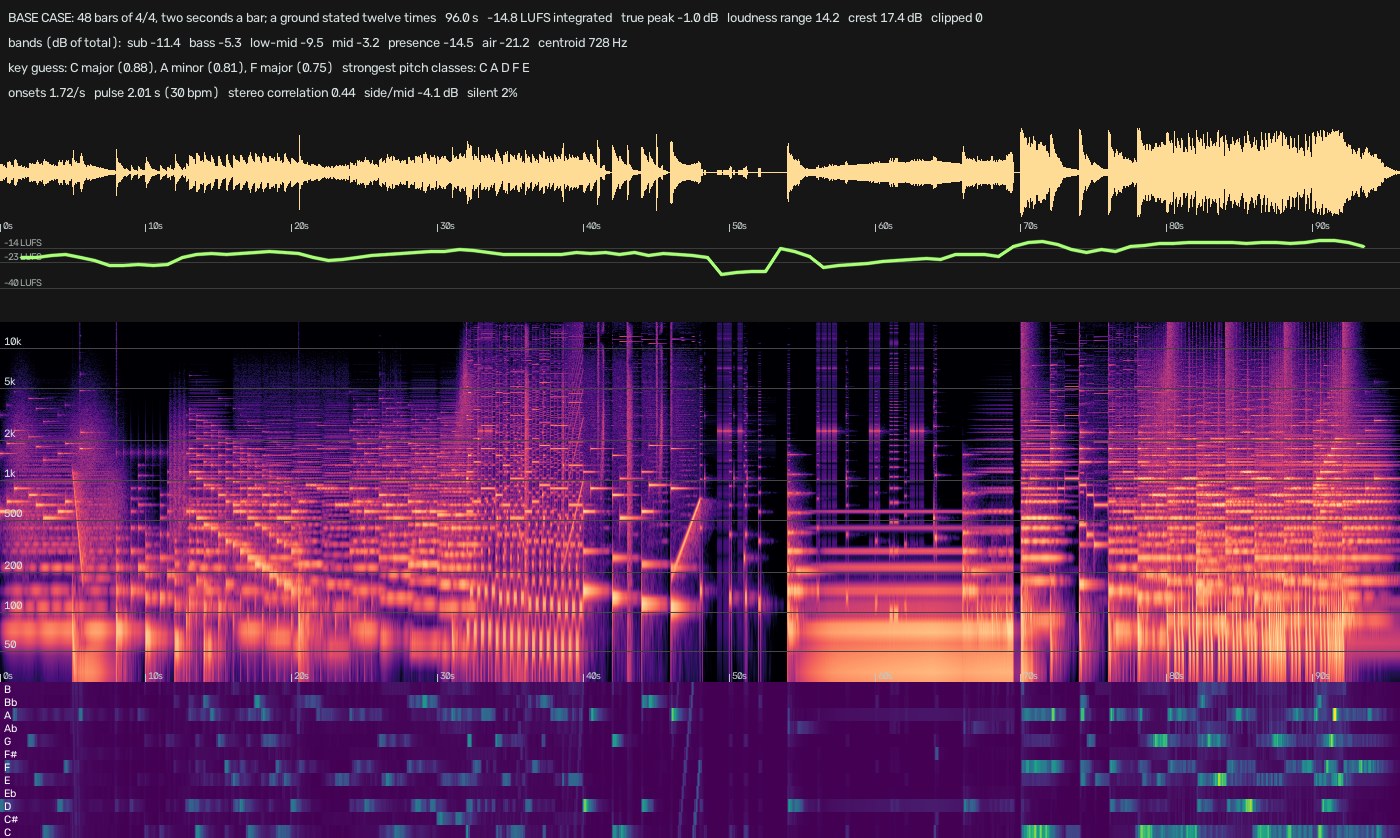 BASE CASE: 48 bars of 4/4, two seconds a bar; a ground stated twelve times 96.0 s -14.8 LUFS integrated true peak -1.0 dB loudness range 14.2 crest 17.4 dB clipped 0
bands (dB of total): sub -11.4 bass -5.3 low-mid -9.5 mid -3.2 presence -14.5 air -21.2 centroid 728 Hz
key guess: C major (0.88), A minor (0.81), F major (0.75) strongest pitch classes: C A D F E
onsets 1.72/s pulse 2.01 s (30 bpm) stereo correlation 0.44 side/mid -4.1 dB silent 2%
0s 10s 20s 30s 40s 50s 60s 70s 80s 90s
-14 LUFS
-23 LUFS
-40 LUFS
10k
5k
2k
1k
500
200
100
50
0s 10s 20s 30s 40s 50s 60s 70s 80s 90s
B
Bb
A
Ab
G
F#
F
E
Eb
D
C#
C